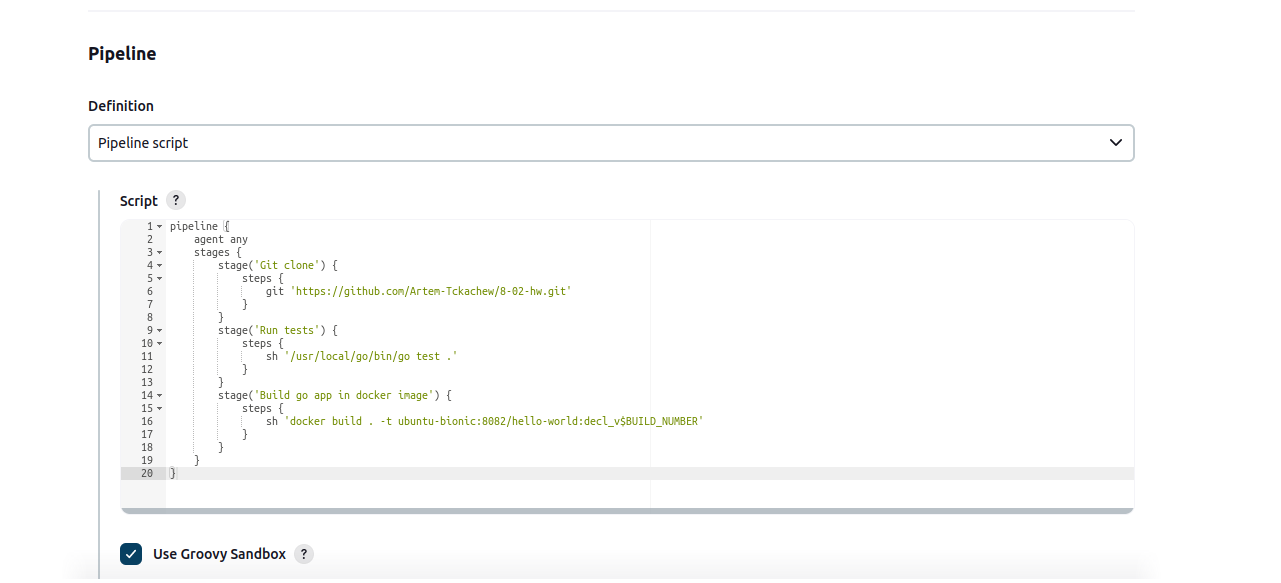 Pipeline
Definition
Pipeline script
Script ?
1 pipeline {
2     agent any
3     stages {
4         stage('Git clone') {
5             steps {
6                 git 'https://github.com/Artem-Tckachew/8-02-hw.git'
7             }
8         }
9         stage('Run tests') {
10             steps {
11                 sh '/usr/local/go/bin/go test .'
12             }
13         }
14         stage('Build go app in docker image') {
15             steps {
16                 sh 'docker build . -t ubuntu-bionic:8082/hello-world:decl_v$BUILD_NUMBER'
17             }
18         }
19     }
20 }
Use Groovy Sandbox ?